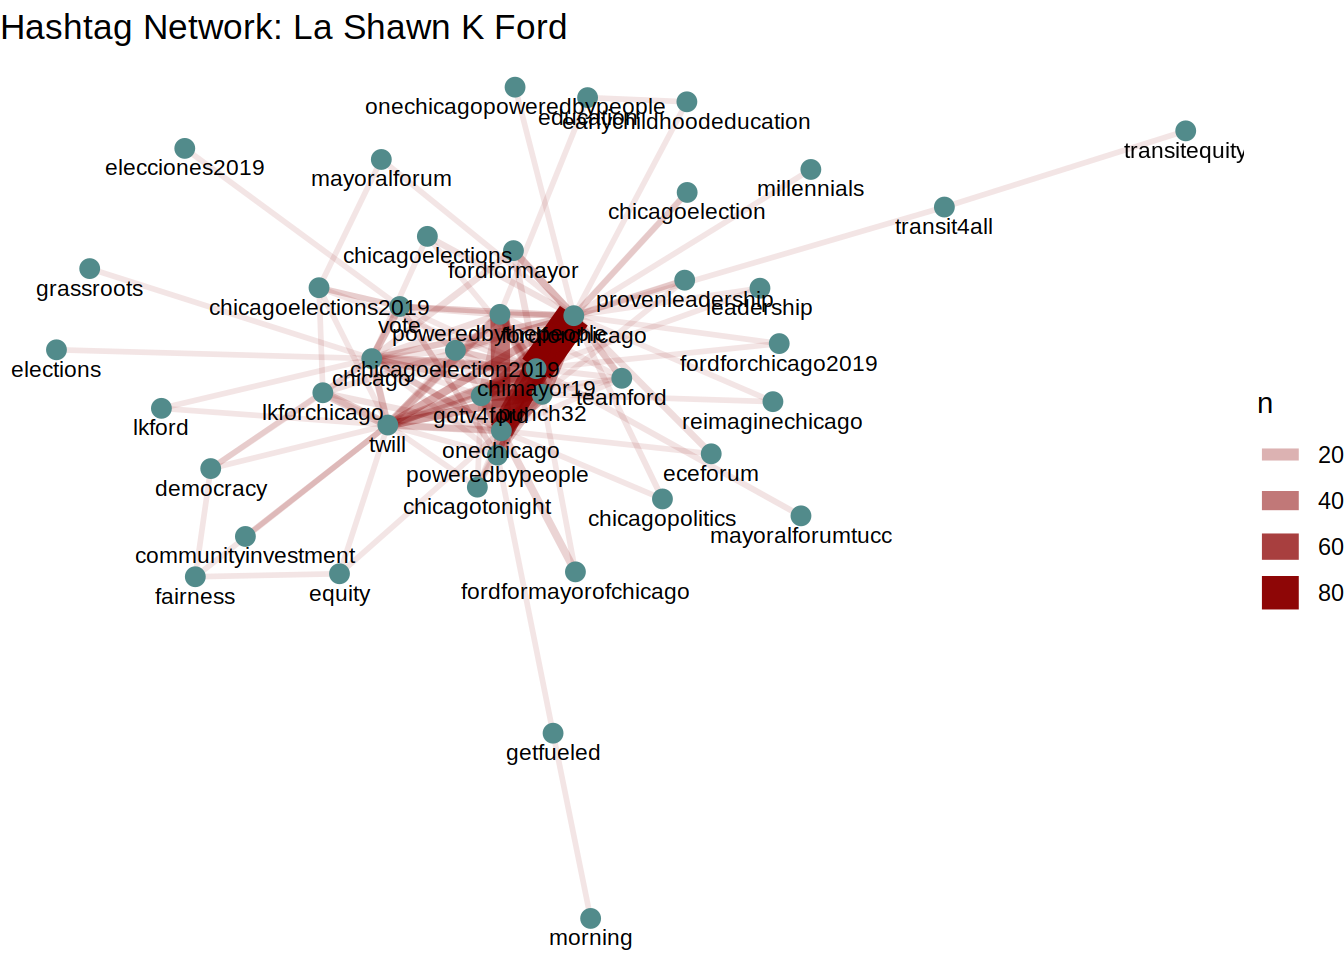 Hashtag Network: La Shawn K Ford
onechicagopoweredbypeople
education
earlychildhoodeducation
transitequity
elecciones2019
mayoralforum
millennials
chicagoelection
transit4all
chicagoelections
fordformayor
grassroots
provenleadership
leadership
chicagoelections2019
vote
poweredbythepeople
fordforchicago
elections
chicagoelection2019
fordforchicago2019
chicago
chimayor19
teamford
lkforchicago
gotv4ford
punch32
reimaginechicago
lkford
twill
onechicago
poweredbypeople
eceforum
democracy
chicagotonight
chicagopolitics
mayoralforumtucc
communityinvestment
fairness
equity
fordformayorofchicago
getfueled
morning
n
20
40
60
80